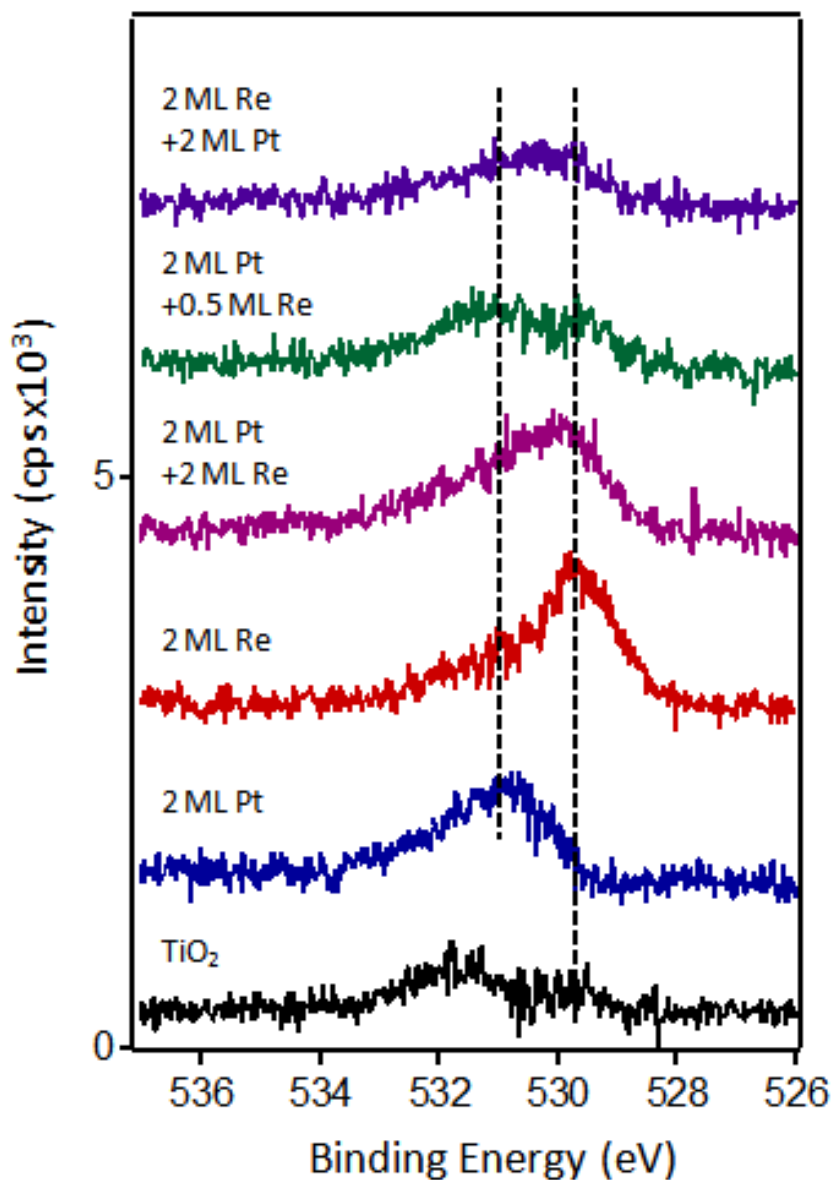 2 ML Re
+2 ML Pt
2 ML Pt
+0.5 ML Re
2 ML Pt
+2 ML Re
2 ML Re
2 ML Pt
TiO₂
Intensity (cps x10³)
5
0
536 534 532 530 528 526
Binding Energy (eV)